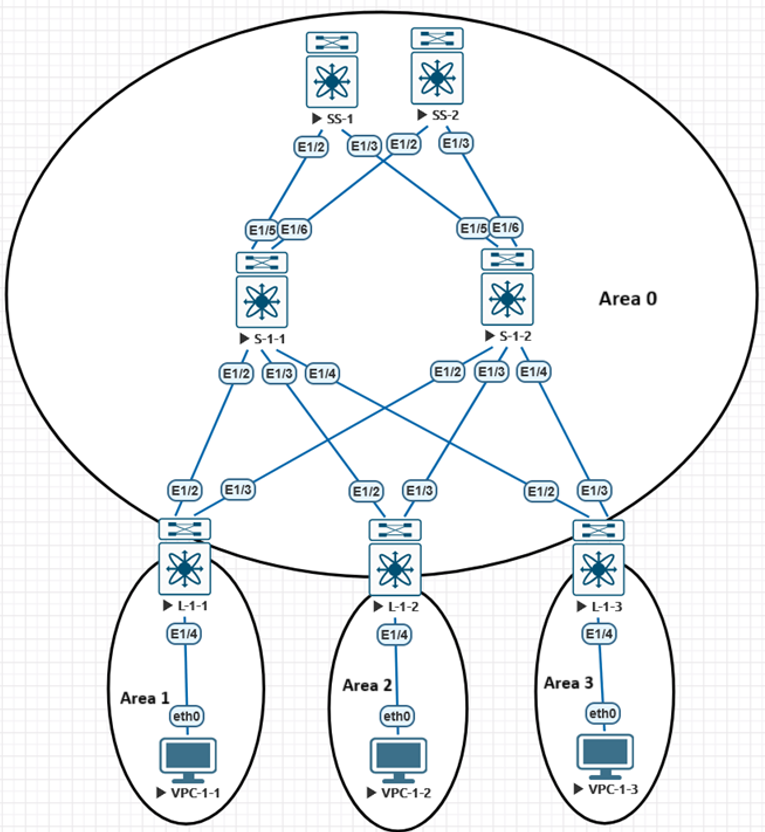 SS-1
SS-2
E1/2
E1/3
E1/2
E1/3
E1/5
E1/6
E1/5
E1/6
Area 0
S-1-1
S-1-2
E1/2
E1/3
E1/4
E1/2
E1/3
E1/4
E1/2
E1/3
E1/2
E1/3
E1/2
E1/3
L-1-1
L-1-2
L-1-3
E1/4
E1/4
E1/4
Area 1
Area 2
Area 3
eth0
eth0
eth0
VPC-1-1
VPC-1-2
VPC-1-3